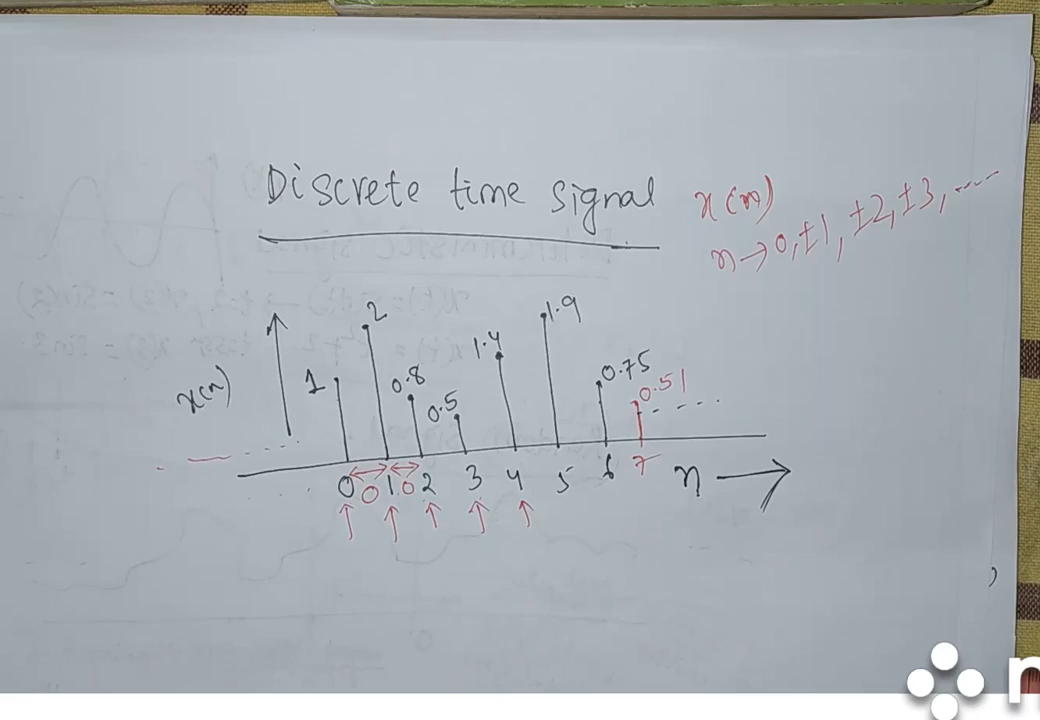 Discrete time signal x(n)
n→0,±1,±2,±3,.....
x(n)
1 2 0.8 0.5 1.4 1.9 0.75 0.51
0 1 2 3 4 5 6 7 n
0 0